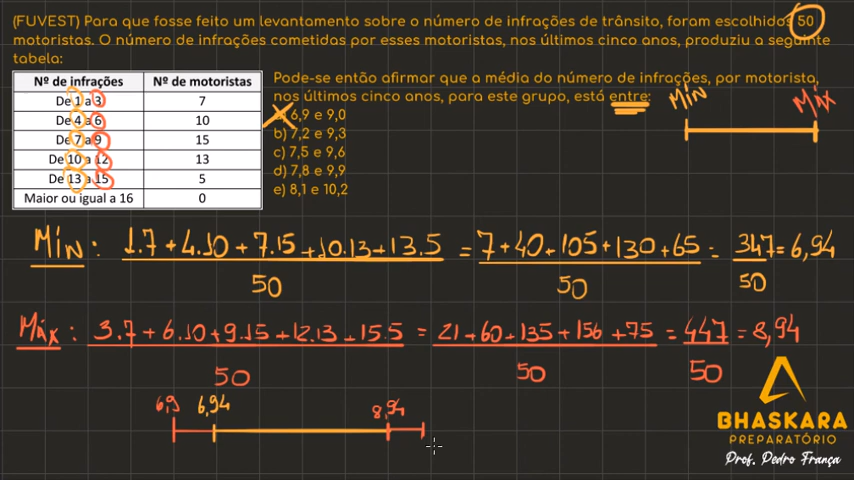 (FUVEST) Para que fosse feito um levantamento sobre o número de infrações de trânsito, foram escolhidos 50
motoristas. O número de infrações cometidas por esses motoristas, nos últimos cinco anos, produziu a seguinte
tabela:
Nº de infrações Nº de motoristas
De 1 a 3 7
De 4 a 6 10
De 7 a 9 15
De 10 a 12 13
De 13 a 15 5
Maior ou igual a 16 0
Pode-se então afirmar que a média do número de infrações, por motorista,
nos últimos cinco anos, para este grupo, está entre:
6,9 e 9,0
b) 7,2 e 9,3
c) 7,5 e 9,6
d) 7,8 e 9,9
e) 8,1 e 10,2
Mín Máx
Mín: 1.7+4.10+7.15+10.13+13.5 = 7+40+105+130+65 = 347 = 6,94
50 50 50
Máx: 3.7+6.10+9.15+12.13+15.5 = 21+60+135+156+75 = 447 = 8,94
50 50 50
6,9 6,94 8,94
BHASKARA
PREPARATÓRIO
Prof. Pedro França